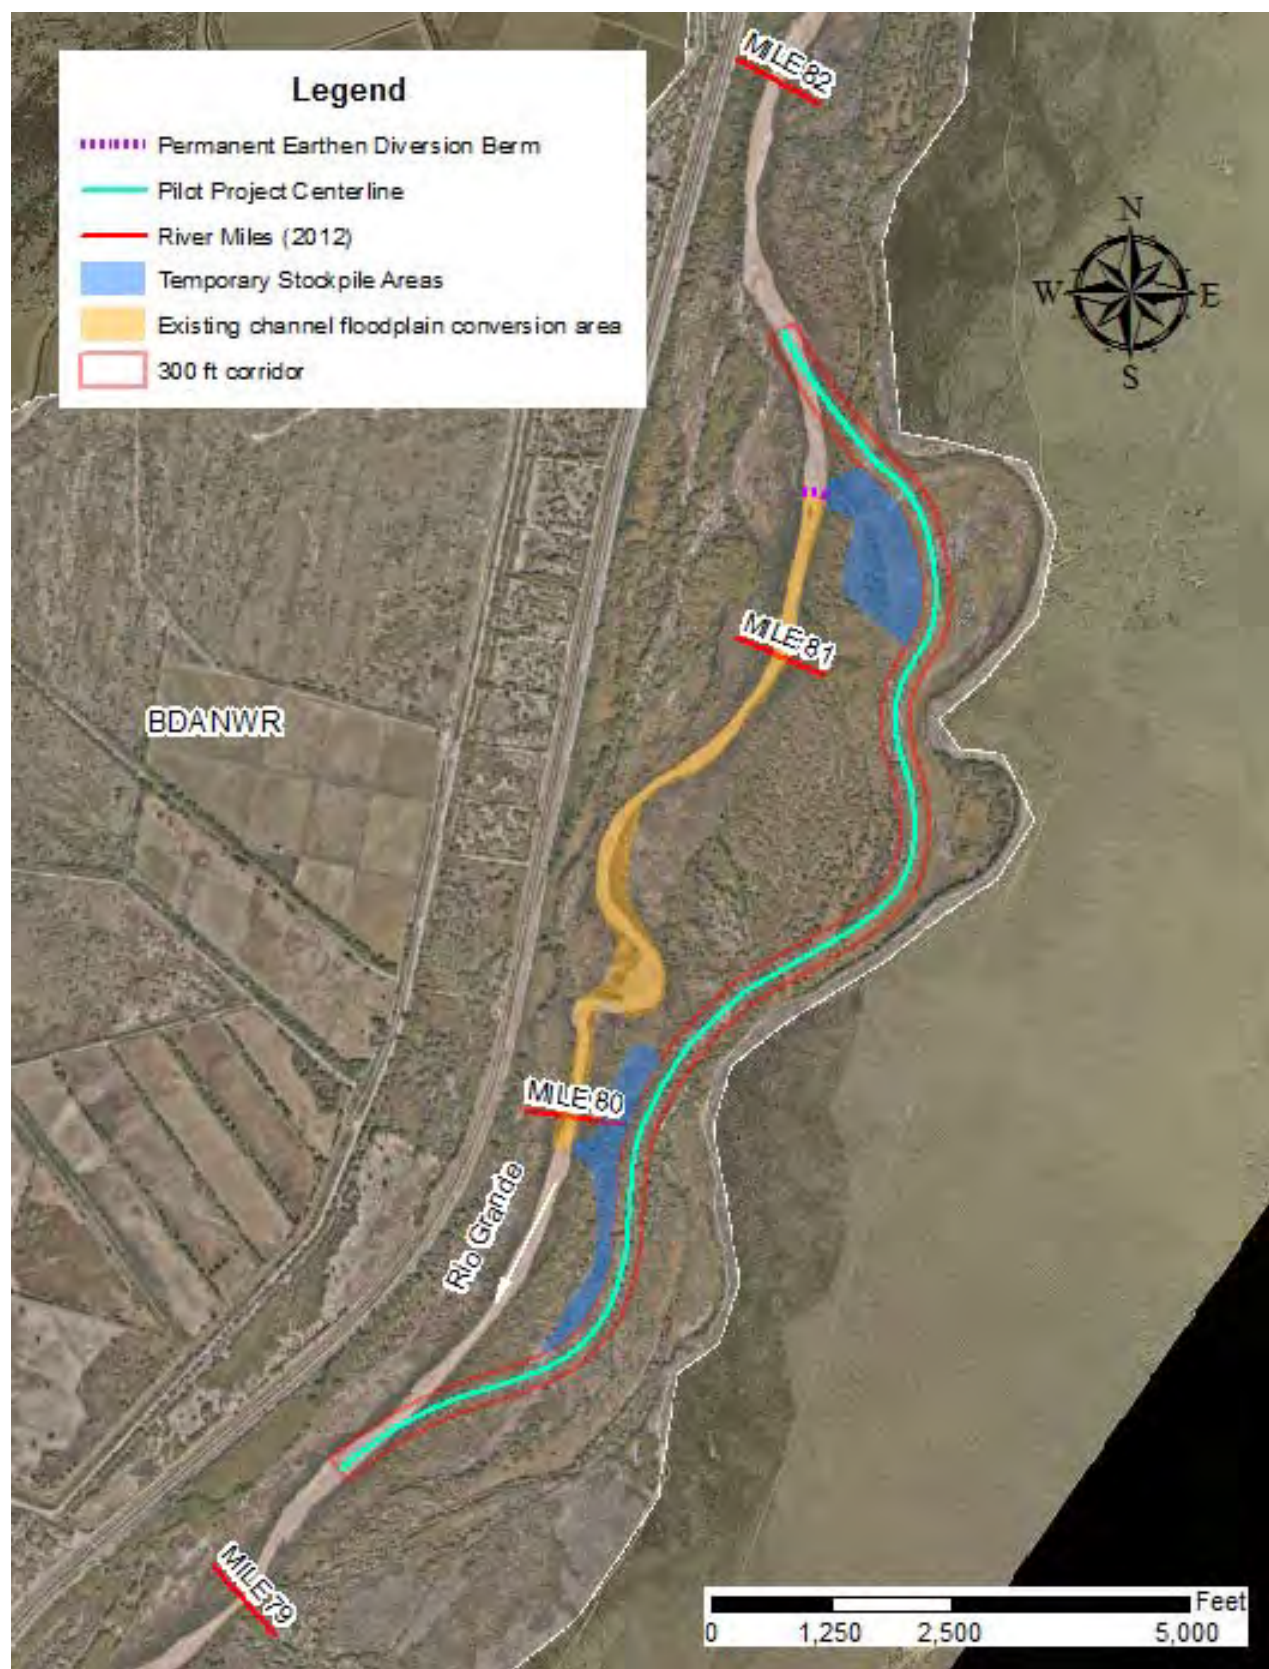 MILE 82
Legend
Permanent Earthen Diversion Berm
Pilot Project Centerline
River Miles (2012)
Temporary Stockpile Areas
Existing channel floodplain conversion area
300 ft corridor
N
W E
S
MILE 81
BDANWR
MILE 80
Rio Grande
MILE 79
Feet
0 1,250 2,500 5,000